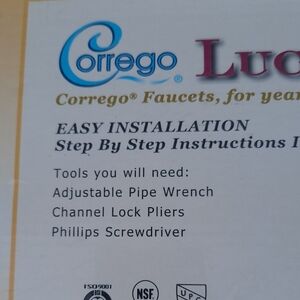 Corrego® Luc
Corrego® Faucets, for year
EASY INSTALLATION
Step By Step Instructions I
Tools you will need:
Adjustable Pipe Wrench
Channel Lock Pliers
Phillips Screwdriver
ISO9001
NSF
UPC